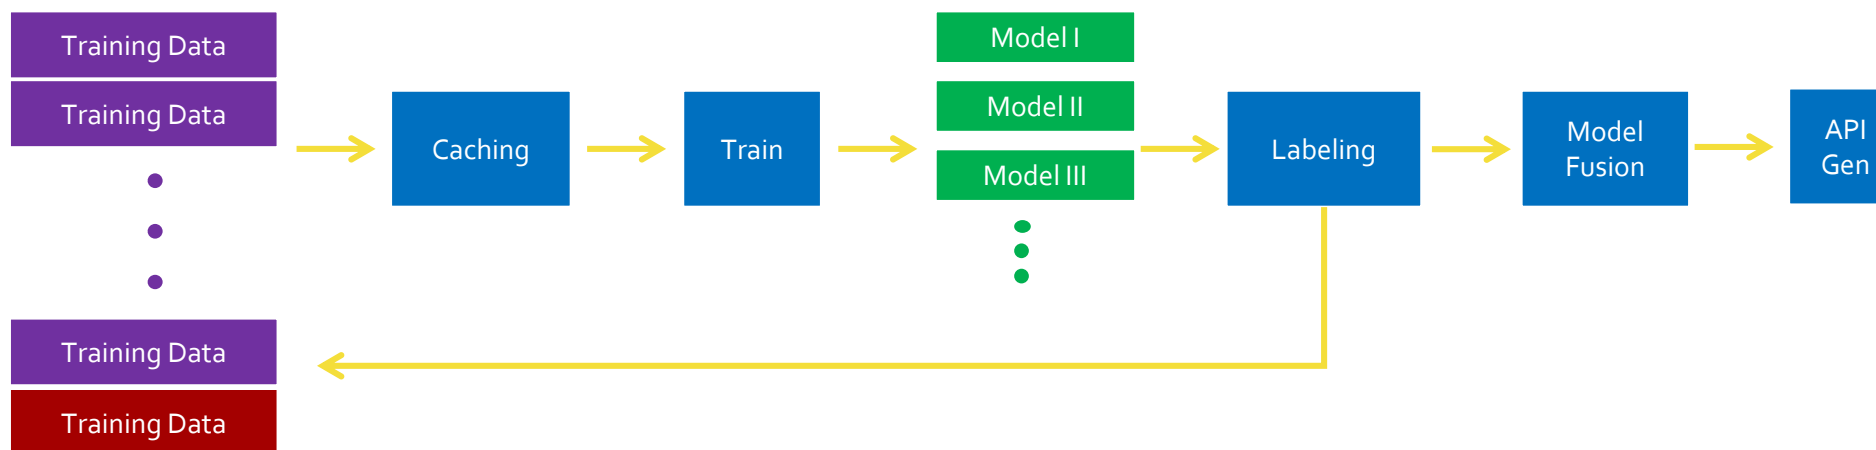 Training Data
Training Data
Training Data
Training Data
Caching
Train
Model I
Model II
Model III
Labeling
Model
Fusion
API
Gen